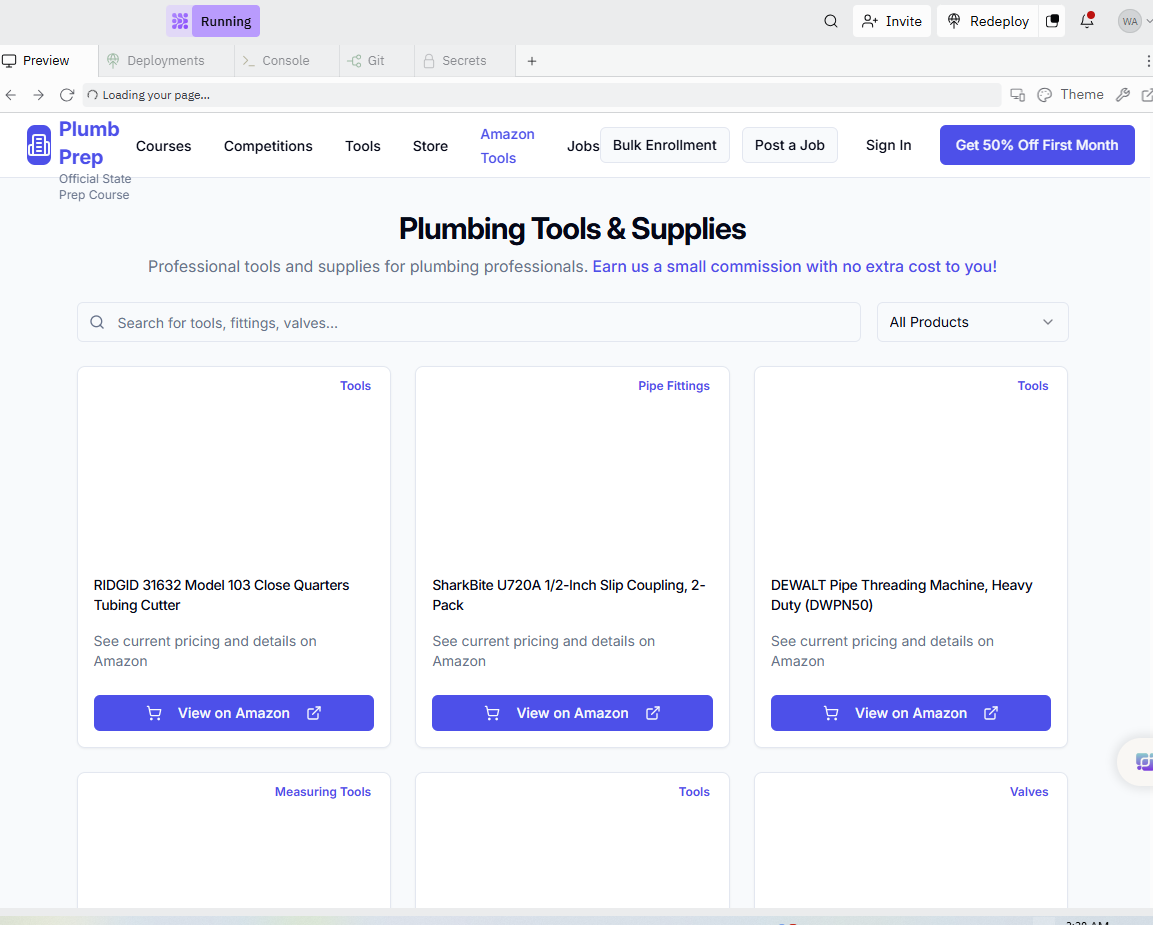 Running
Invite
Redeploy
WA
Preview
Deployments
Console
Git
Secrets
Loading your page...
Theme
Plumb
Prep
Official State
Prep Course
Courses
Competitions
Tools
Store
Amazon
Tools
Jobs
Bulk Enrollment
Post a Job
Sign In
Get 50% Off First Month
Plumbing Tools & Supplies
Professional tools and supplies for plumbing professionals. Earn us a small commission with no extra cost to you!
Search for tools, fittings, valves...
All Products
Tools
RIDGID 31632 Model 103 Close Quarters
Tubing Cutter
See current pricing and details on
Amazon
View on Amazon
Pipe Fittings
SharkBite U720A 1/2-Inch Slip Coupling, 2-
Pack
See current pricing and details on
Amazon
View on Amazon
Tools
DEWALT Pipe Threading Machine, Heavy
Duty (DWPN50)
See current pricing and details on
Amazon
View on Amazon
Measuring Tools
Tools
Valves